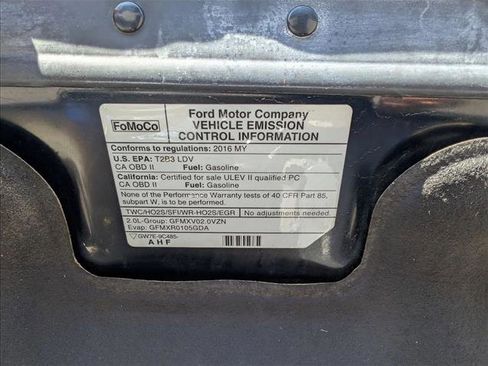 FoMoCo
Ford Motor Company
VEHICLE EMISSION
CONTROL INFORMATION
Conforms to regulations: 2016 MY
U.S. EPA: T2B3 LDV
CA OBD II Fuel: Gasoline
California: Certified for sale ULEV II qualified PC
CA OBD II Fuel: Gasoline
None of the Performance Warranty tests of 40 CFR Part 85,
subpart W, is to be performed.
TWC/HO2S/SFI/WR-HO2S/EGR No adjustments needed.
2.0L-Group: GFMXV02.0VZN
Evap: GFMXR0105GDA
GW7E-9C485-
AHF